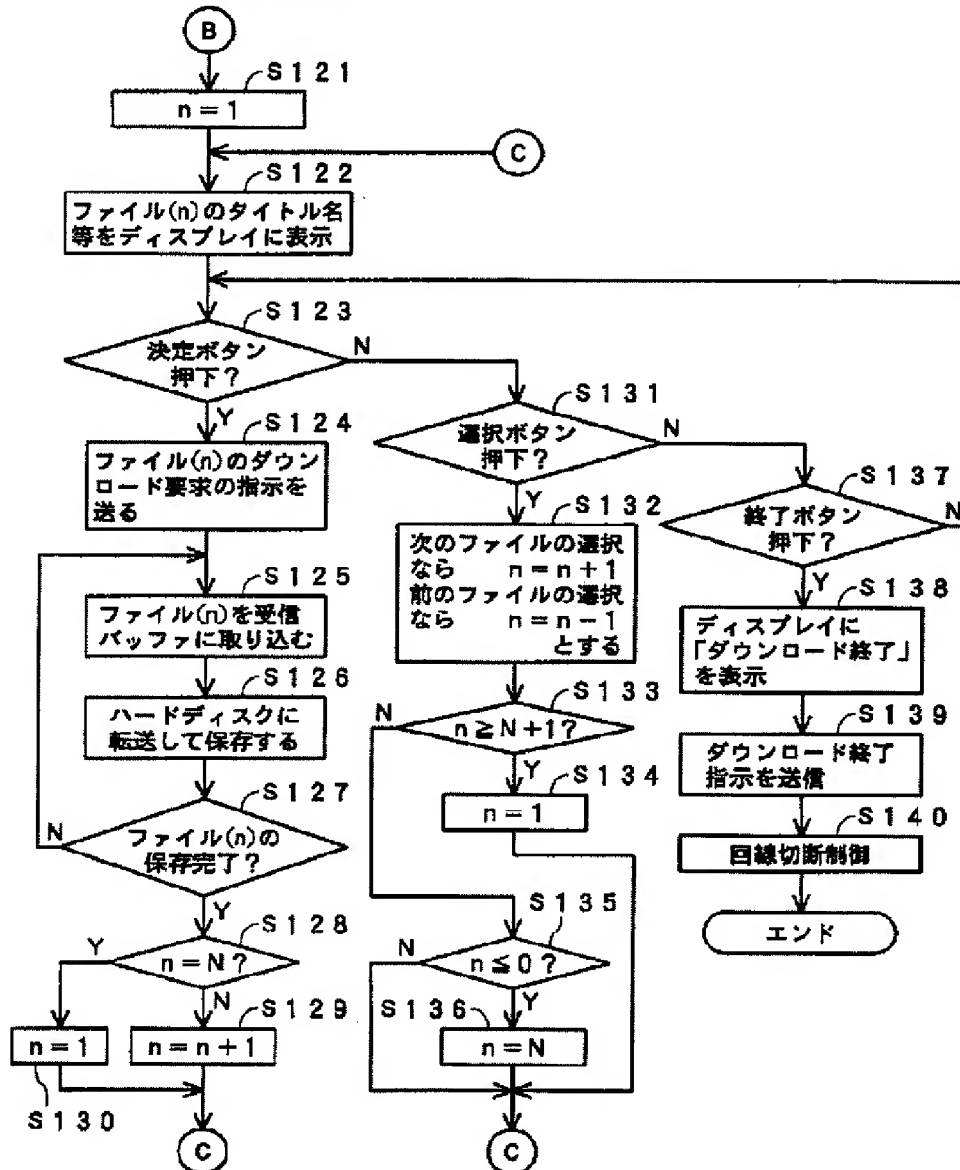 B
S121
n=1
C
S122
ファイル(n)のタイトル名
等をディスプレイに表示
S123
決定ボタン
押下?
N
Y
S124
ファイル(n)のダウン
ロード要求の指示を
送る
S125
ファイル(n)を受信
バッファに取り込む
S126
ハードディスクに
転送して保存する
S127
ファイル(n)の
保存完了?
N
Y
S128
n=N?
Y
N
S129
n=1
n=n+1
S130
C
S131
選択ボタン
押下?
N
Y
S132
次のファイルの選択
なら n=n+1
前のファイルの選択
なら n=n-1
とする
S133
n≧N+1?
N
Y
S134
n=1
S135
n≦0?
N
Y
S136
n=N
C
S137
終了ボタン
押下?
N
Y
S138
ディスプレイに
「ダウンロード終了」
を表示
S139
ダウンロード終了
指示を送信
S140
回線切断制御
エンド